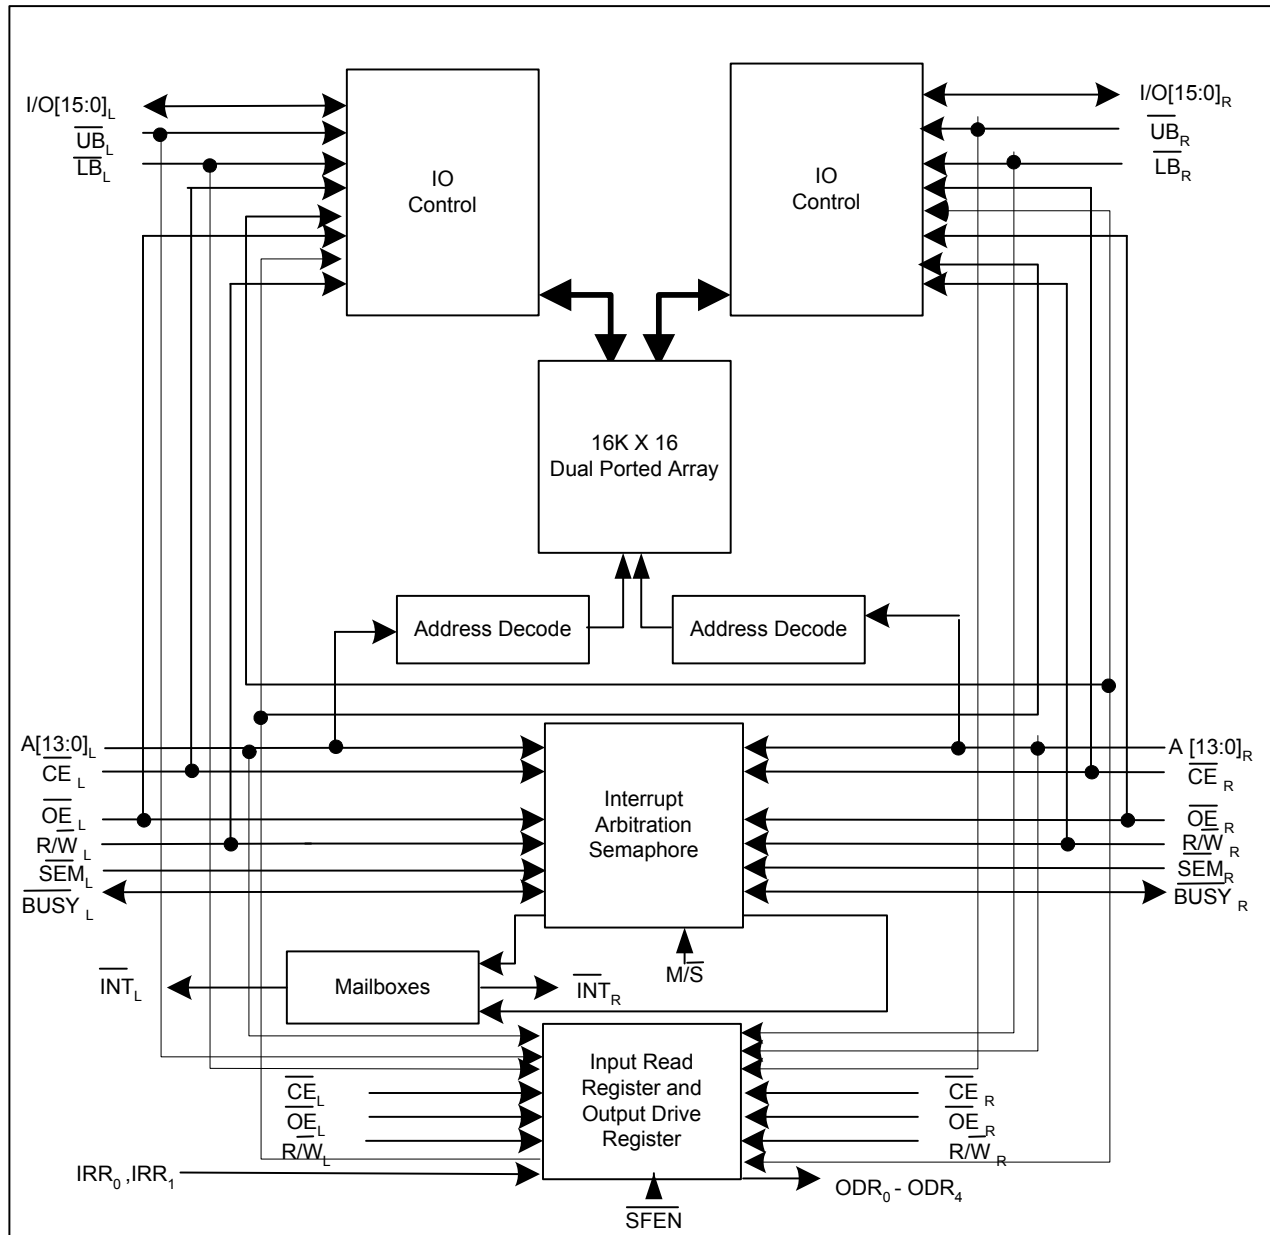 I/O[15:0]L
I/O[15:0]R
UBL
UBR
LBL
LBR
IO
Control
IO
Control
16K X 16
Dual Ported Array
Address Decode
Address Decode
A[13:0]L
A [13:0]R
CE L
CE R
OE L
OE R
R/W L
R/W R
SEML
SEMR
BUSY L
BUSY R
Interrupt
Arbitration
Semaphore
M/S
INTL
Mailboxes
INTR
Input Read
Register and
Output Drive
Register
CEL
OEL
R/WL
CE R
OER
R/W R
IRR0 ,IRR1
ODR0 - ODR4
SFEN